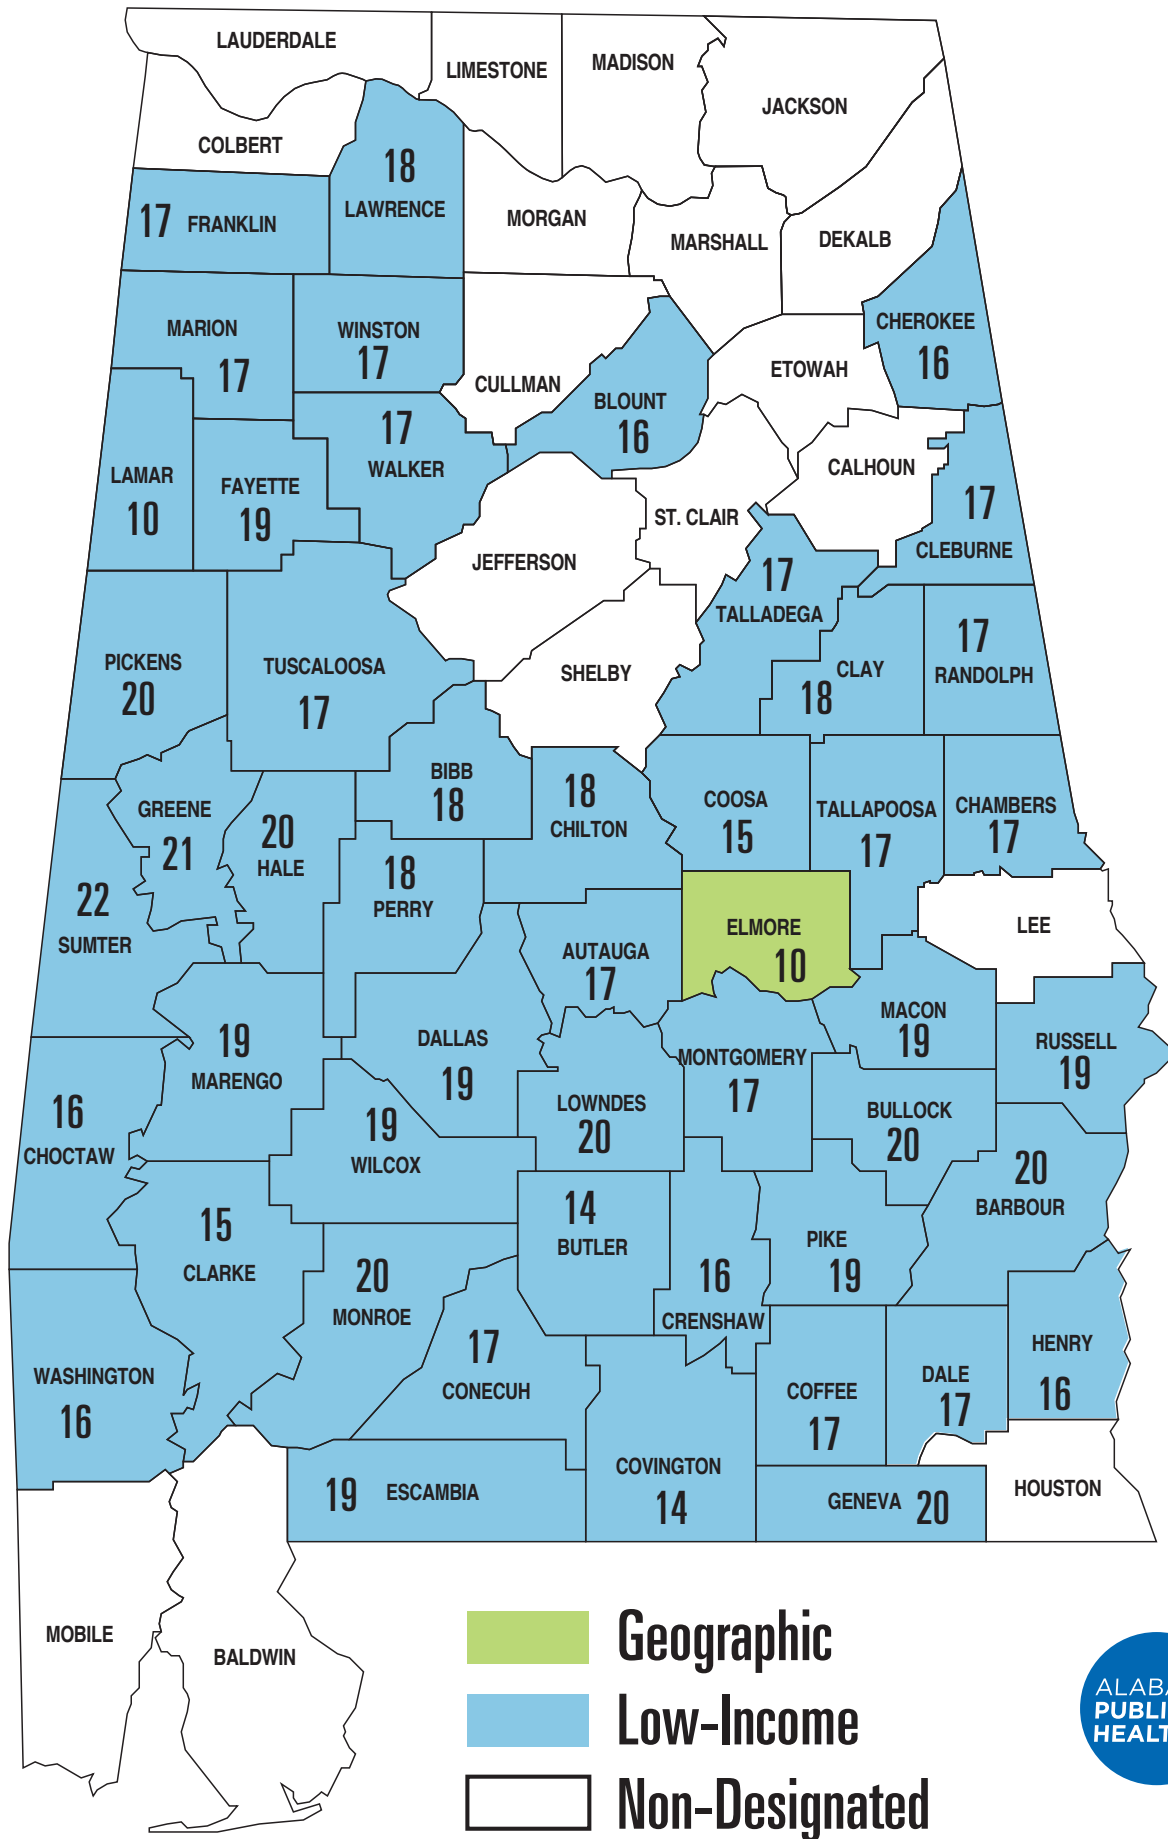 LAUDERDALE
LIMESTONE
MADISON
JACKSON
COLBERT
18
LAWRENCE
17 FRANKLIN
MORGAN
MARSHALL
DEKALB
MARION
17
WINSTON
17
CULLMAN
BLOUNT
16
ETOWAH
CHEROKEE
16
LAMAR
10
FAYETTE
19
17
WALKER
JEFFERSON
ST. CLAIR
CALHOUN
17
CLEBURNE
PICKENS
20
TUSCALOOSA
17
SHELBY
17
TALLADEGA
CLAY
18
17
RANDOLPH
GREENE
21
20
HALE
BIBB
18
18
CHILTON
COOSA
15
TALLAPOOSA
17
CHAMBERS
17
22
SUMTER
18
PERRY
AUTAUGA
17
ELMORE
10
LEE
19
MARENGO
DALLAS
19
LOWNDES
20
MONTGOMERY
17
MACON
19
RUSSELL
19
16
CHOCTAW
19
WILCOX
BULLOCK
20
20
BARBOUR
15
CLARKE
20
MONROE
14
BUTLER
16
CRENSHAW
PIKE
19
WASHINGTON
16
17
CONECUH
COFFEE
17
DALE
17
HENRY
16
19 ESCAMBIA
COVINGTON
14
GENEVA 20
HOUSTON
MOBILE
BALDWIN
Geographic
Low-Income
Non-Designated
PUBLI
HEALT